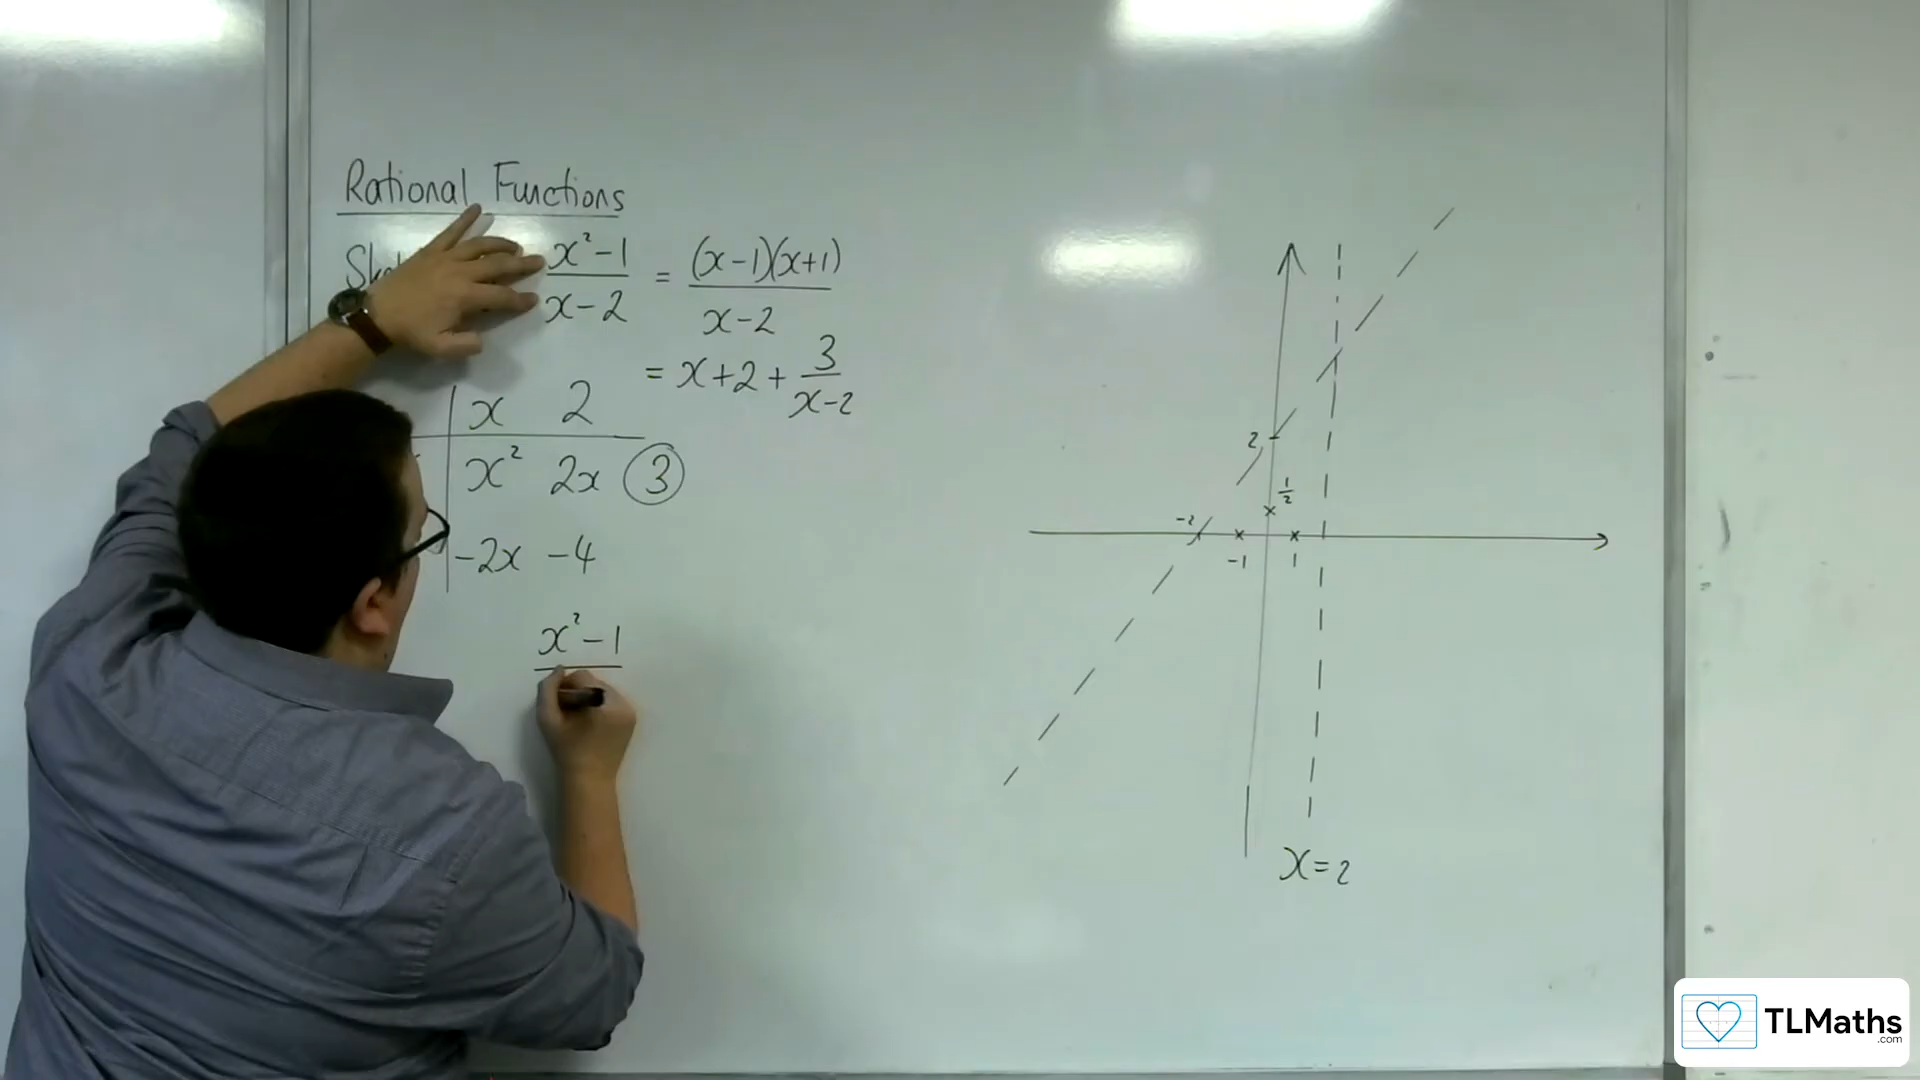 Rational Functions
x² - 1 / x - 2 = (x-1)(x+1) / x - 2
= x + 2 + 3 / x-2
x 2
x² 2x 3
-2x -4
x² - 1
2
1/2
-2
-1 1
x = 2
TLMaths
.com